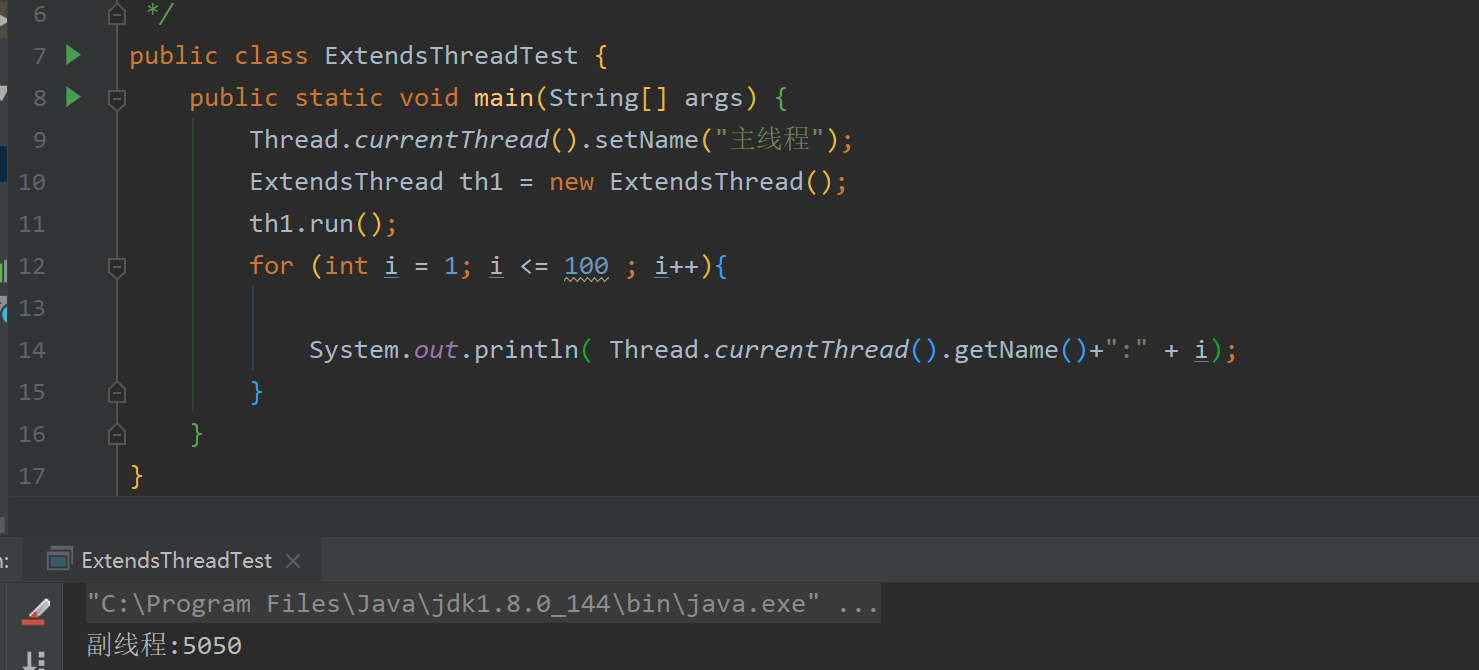 6 */
7 public class ExtendsThreadTest {
8 public static void main(String[] args) {
9 Thread.currentThread().setName("主线程");
10 ExtendsThread th1 = new ExtendsThread();
11 th1.run();
12 for (int i = 1; i <= 100 ; i++){
13
14 System.out.println( Thread.currentThread().getName()+":" + i);
15 }
16 }
17 }
: ExtendsThreadTest ×
"C:\Program Files\Java\jdk1.8.0_144\bin\java.exe" ...
副线程:5050